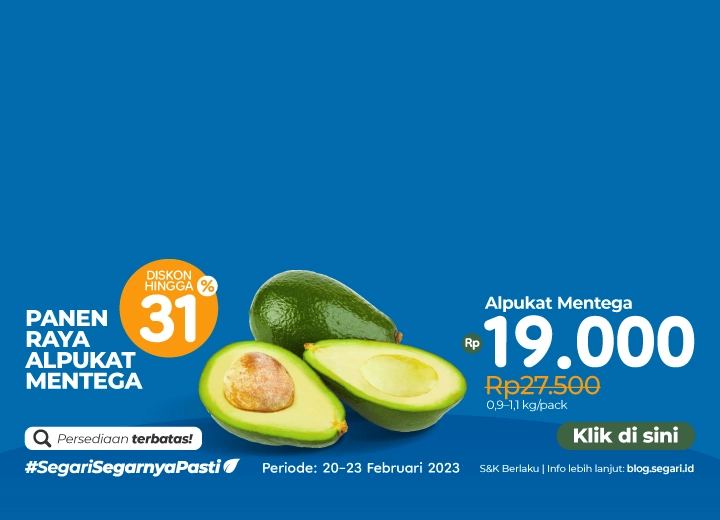 PANEN
RAYA
ALPUKAT
MENTEGA
DISKON
HINGGA
31%
Persediaan terbatas!
#SegariSegarnyaPasti
Periode: 20-23 Februari 2023
Alpukat Mentega
Rp 19.000
Rp27.500
0,9-1,1 kg/pack
Klik di sini
S&K Berlaku | Info lebih lanjut: blog.segari.id